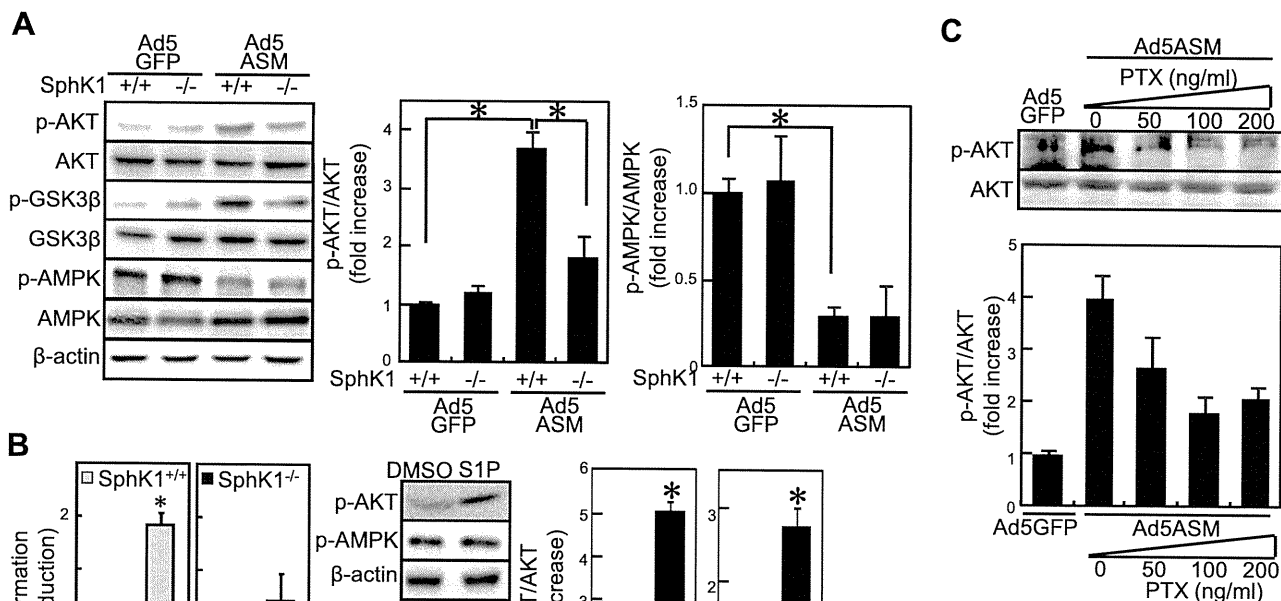 A
Ad5 Ad5
GFP ASM
SphK1 +/+ -/- +/+ -/-
p-AKT
AKT
p-GSK3β
GSK3β
p-AMPK
AMPK
β-actin
p-AKT/AKT
(fold increase)
4
3
2
1
0
* *
SphK1 +/+ -/- +/+ -/-
Ad5 Ad5
GFP ASM
p-AMPK/AMPK
(fold increase)
1.5
1.0
0.5
0
*
SphK1 +/+ -/- +/+ -/-
Ad5 Ad5
GFP ASM
B
SphK1+/+
SphK1-/-
2
*
rmation
duction)
DMSO S1P
p-AKT
p-AMPK
β-actin
T/AKT
crease)
6
5
4
3
*
3
2
*
C
Ad5ASM
PTX (ng/ml)
Ad5
GFP 0 50 100 200
p-AKT
AKT
p-AKT/AKT
(fold increase)
5
4
3
2
1
0
Ad5GFP Ad5ASM
0 50 100 200
PTX (ng/ml)